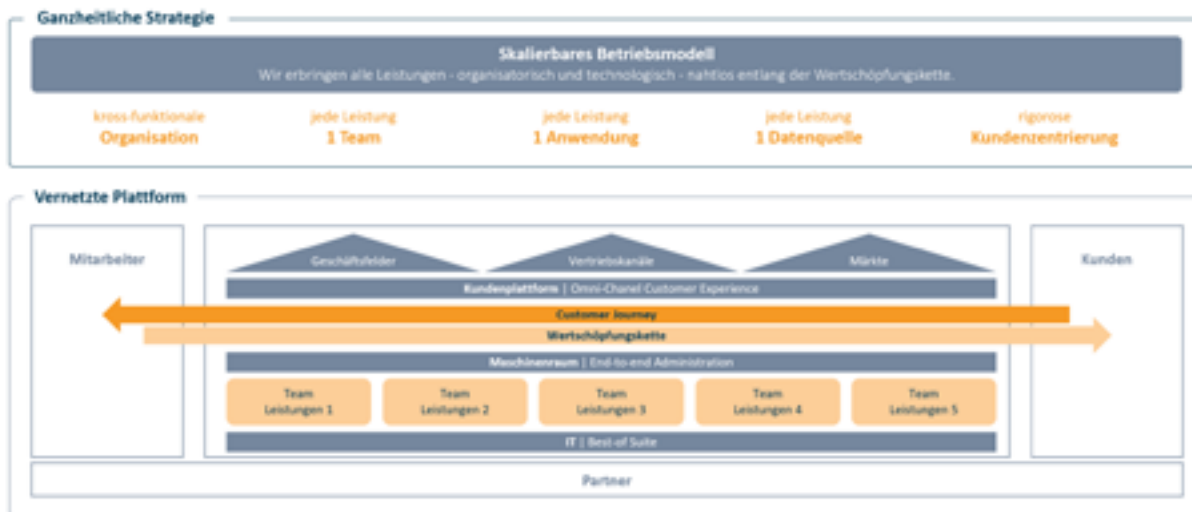 Ganzheitliche Strategie
Skalierbares Betriebsmodell
Wir erbringen alle Leistungen - organisatorisch und technologisch - nahtlos entlang der Wertschöpfungskette.
kross-funktionale
Organisation
jede Leistung
1 Team
jede Leistung
1 Anwendung
jede Leistung
1 Datenquelle
rigorose
Kundenzentrierung
Vernetzte Plattform
Mitarbeiter
Geschäftsfelder
Vertriebskanäle
Märkte
Kunden
Kundenplattform | Omni-Chanel Customer Experience
Customer Journey
Wertschöpfungskette
Maschinenraum | End-to-end Administration
Team
Leistungen 1
Team
Leistungen 2
Team
Leistungen 3
Team
Leistungen 4
Team
Leistungen 5
IT | Best-of Suite
Partner